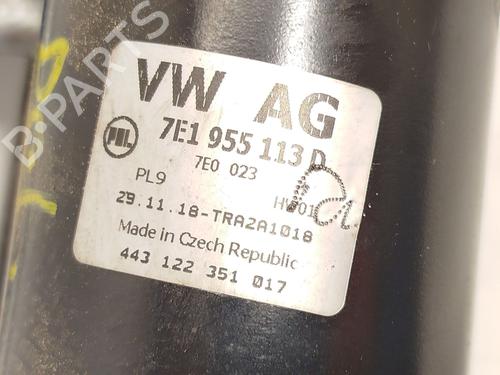 VW AG
7E1 955 113 D
7E0 023
PL9 HW01
29.11.18-TRA2A1018
Made in Czech Republic
443 122 351 017
B-PARTS